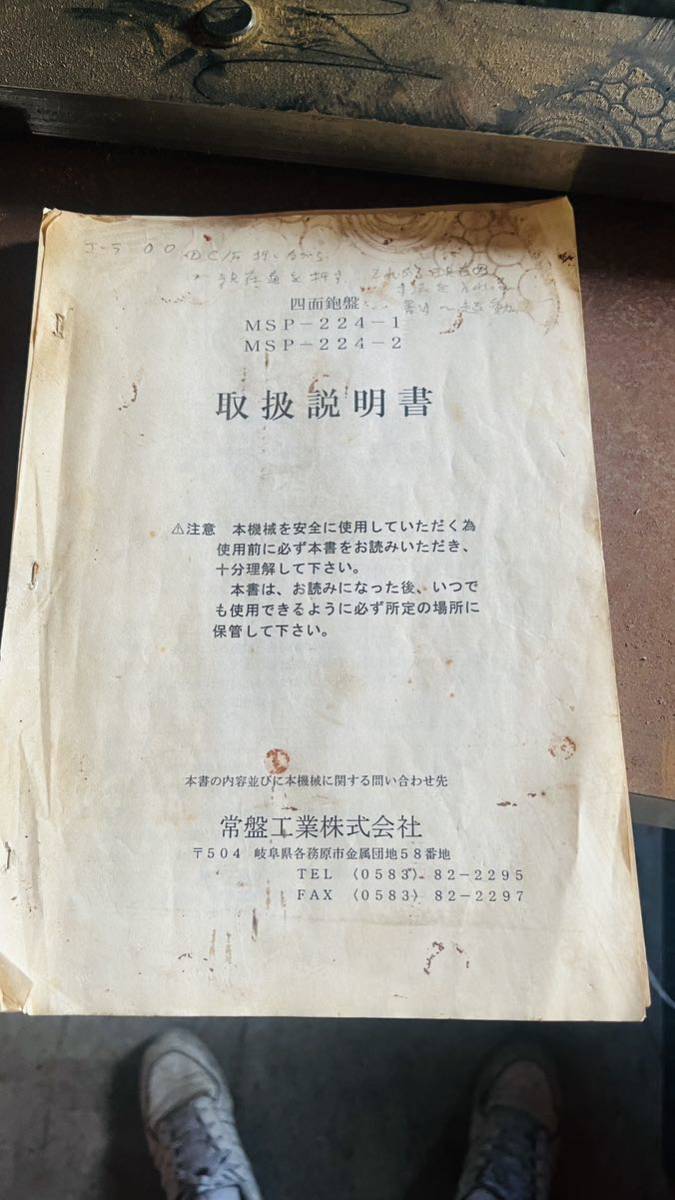 四面鉋盤
MSP-224-1
MSP-224-2
取扱説明書
⚠注意 本機械を安全に使用していただく為
使用前に必ず本書をお読みいただき、
十分理解して下さい。
本書は、お読みになった後、いつで
も使用できるように必ず所定の場所に
保管して下さい。
本書の内容並びに本機械に関する問い合わせ先
常盤工業株式会社
〒504 岐阜県各務原市金属団地58番地
TEL (0583) 82-2295
FAX (0583) 82-2297